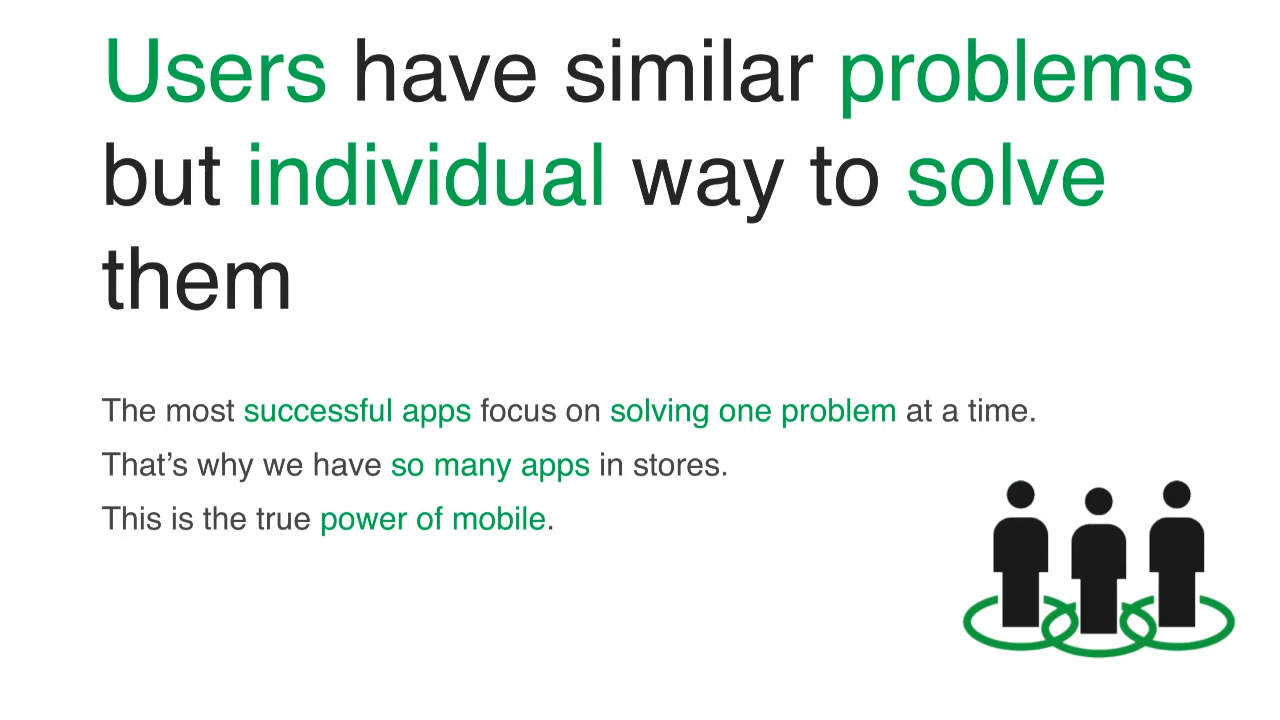 Users have similar problems
but individual way to solve
them
The most successful apps focus on solving one problem at a time.
That’s why we have so many apps in stores.
This is the true power of mobile.